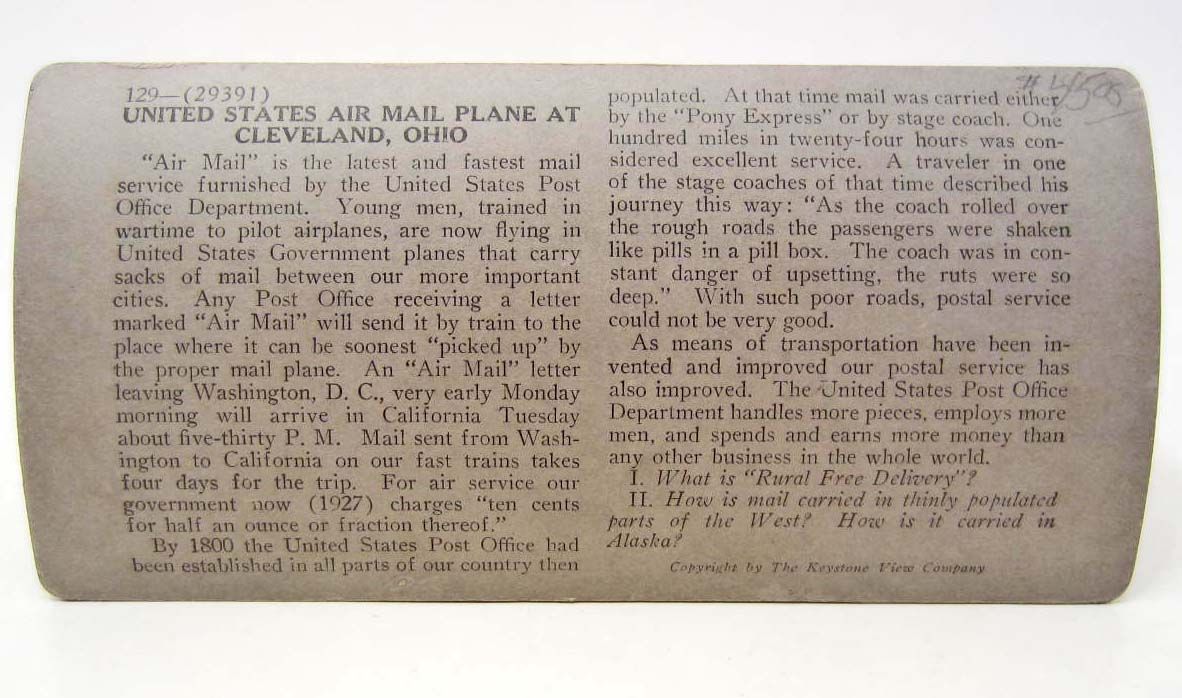 129—(29391)
UNITED STATES AIR MAIL PLANE AT
CLEVELAND, OHIO
"Air Mail" is the latest and fastest mail
service furnished by the United States Post
Office Department. Young men, trained in
wartime to pilot airplanes, are now flying in
United States Government planes that carry
sacks of mail between our more important
cities. Any Post Office receiving a letter
marked "Air Mail" will send it by train to the
place where it can be soonest "picked up" by
the proper mail plane. An "Air Mail" letter
leaving Washington, D. C., very early Monday
morning will arrive in California Tuesday
about five-thirty P. M. Mail sent from Wash-
ington to California on our fast trains takes
four days for the trip. For air service our
government now (1927) charges "ten cents
for half an ounce or fraction thereof."
By 1800 the United States Post Office had
been established in all parts of our country then
populated. At that time mail was carried either
by the "Pony Express" or by stage coach. One
hundred miles in twenty-four hours was con-
sidered excellent service. A traveler in one
of the stage coaches of that time described his
journey this way: "As the coach rolled over
the rough roads the passengers were shaken
like pills in a pill box. The coach was in con-
stant danger of upsetting, the ruts were so
deep." With such poor roads, postal service
could not be very good.
As means of transportation have been in-
vented and improved our postal service has
also improved. The United States Post Office
Department handles more pieces, employs more
men, and spends and earns more money than
any other business in the whole world.
I. What is "Rural Free Delivery"?
II. How is mail carried in thinly populated
parts of the West? How is it carried in
Alaska?
Copyright by The Keystone View Company